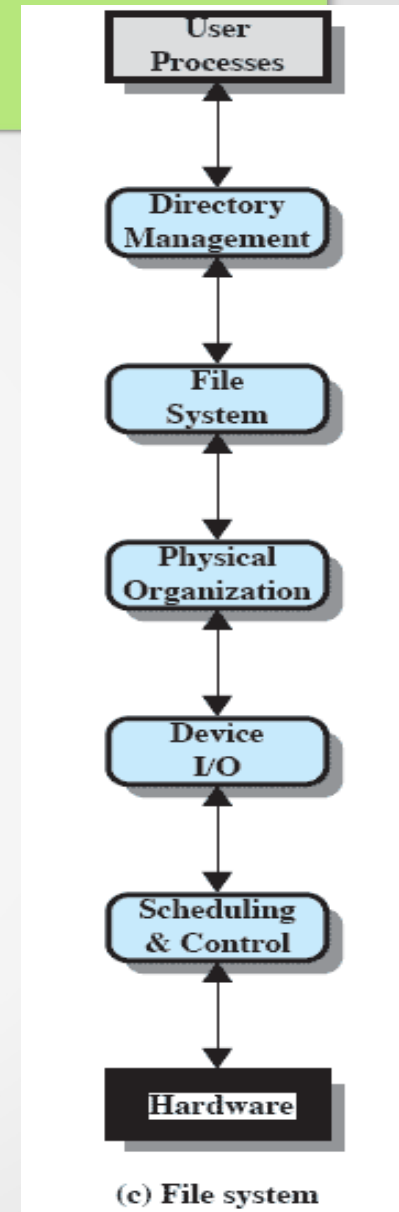 User
Processes
Directory
Management
File
System
Physical
Organization
Device
I/O
Scheduling
& Control
Hardware
(c) File system